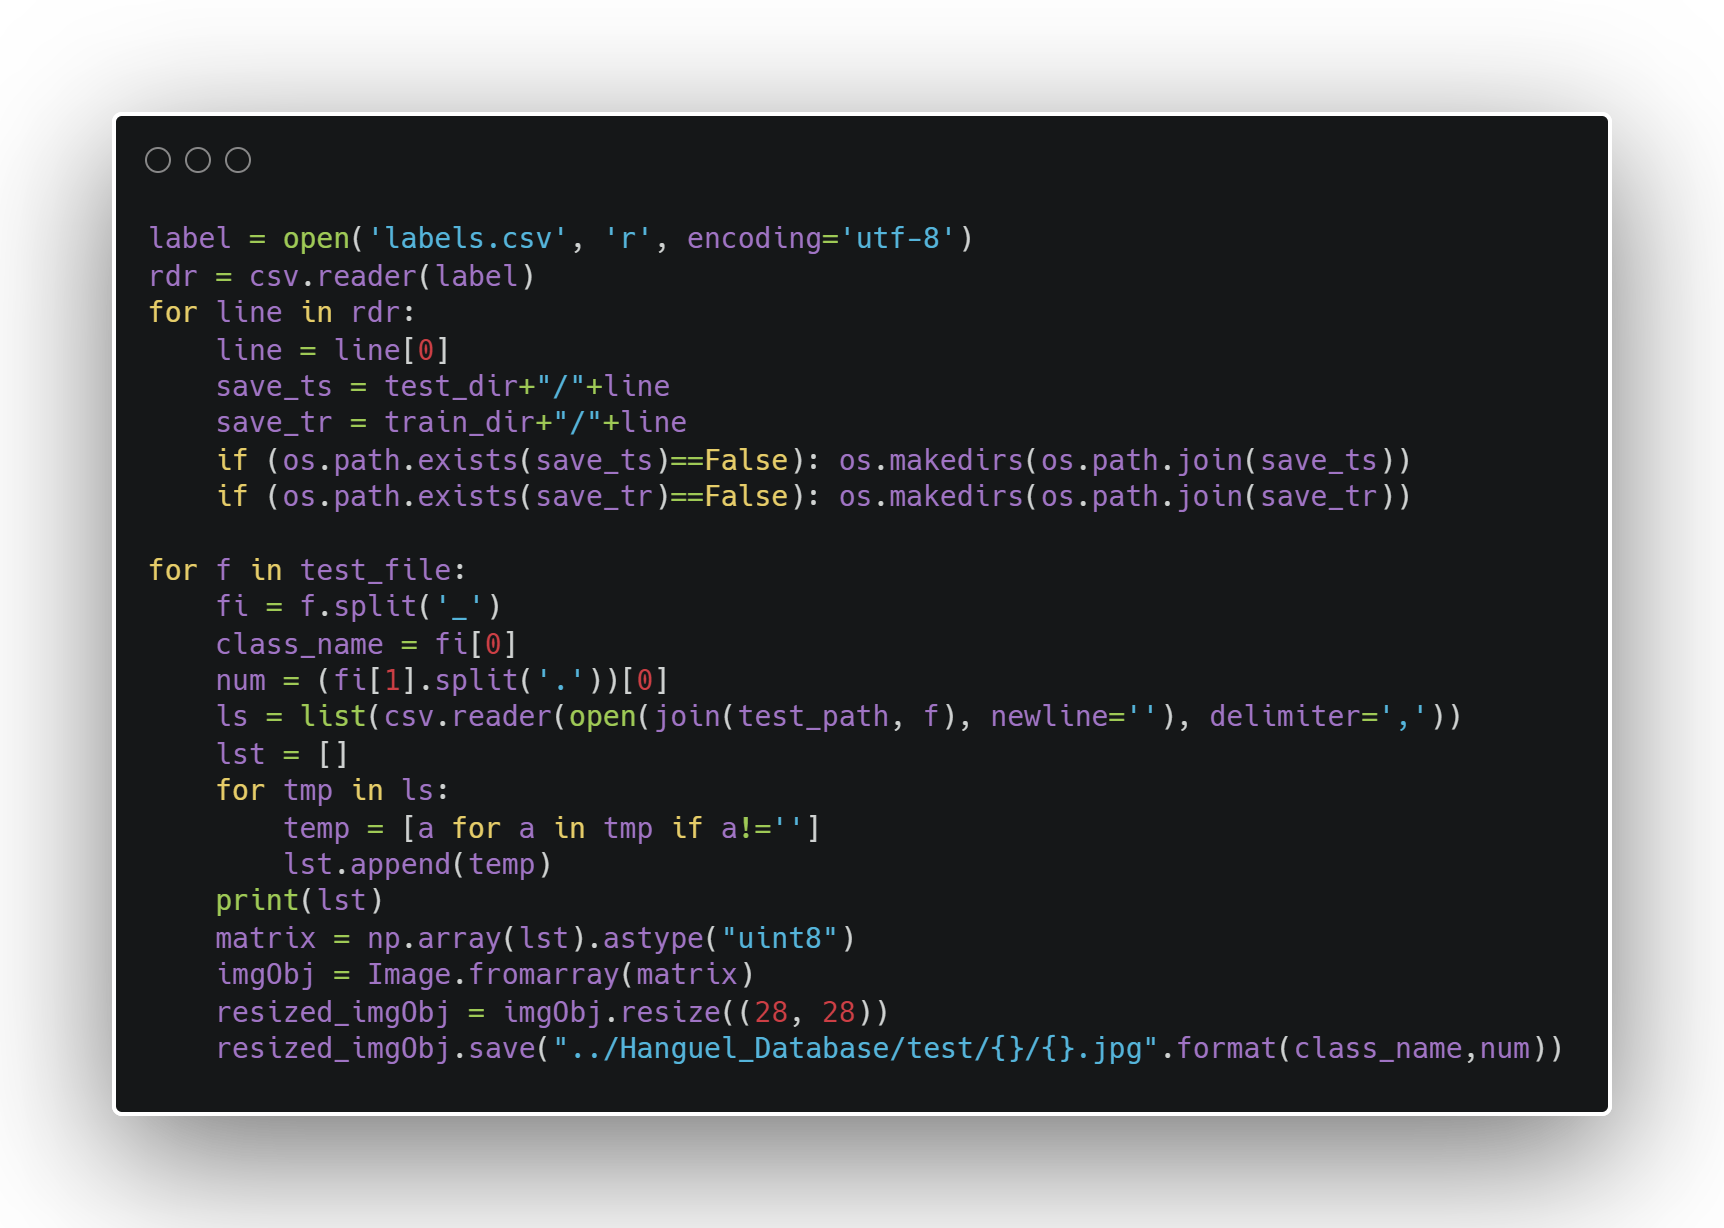 label = open('labels.csv', 'r', encoding='utf-8')
rdr = csv.reader(label)
for line in rdr:
    line = line[0]
    save_ts = test_dir+"/"+line
    save_tr = train_dir+"/"+line
    if (os.path.exists(save_ts)==False): os.makedirs(os.path.join(save_ts))
    if (os.path.exists(save_tr)==False): os.makedirs(os.path.join(save_tr))

for f in test_file:
    fi = f.split('_')
    class_name = fi[0]
    num = (fi[1].split('.'))[0]
    ls = list(csv.reader(open(join(test_path, f), newline=''), delimiter=','))
    lst = []
    for tmp in ls:
        temp = [a for a in tmp if a!='']
        lst.append(temp)
    print(lst)
    matrix = np.array(lst).astype("uint8")
    imgObj = Image.fromarray(matrix)
    resized_imgObj = imgObj.resize((28, 28))
    resized_imgObj.save("../Hanguel_Database/test/{}/{}.jpg".format(class_name,num))